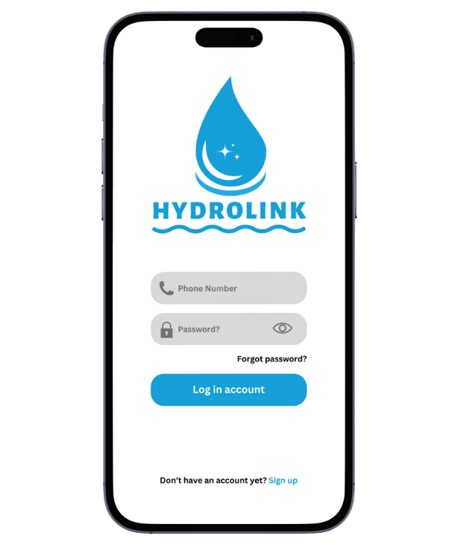 HYDROLINK
Phone Number
Password?
Forgot password?
Log in account
Don't have an account yet? Sign up